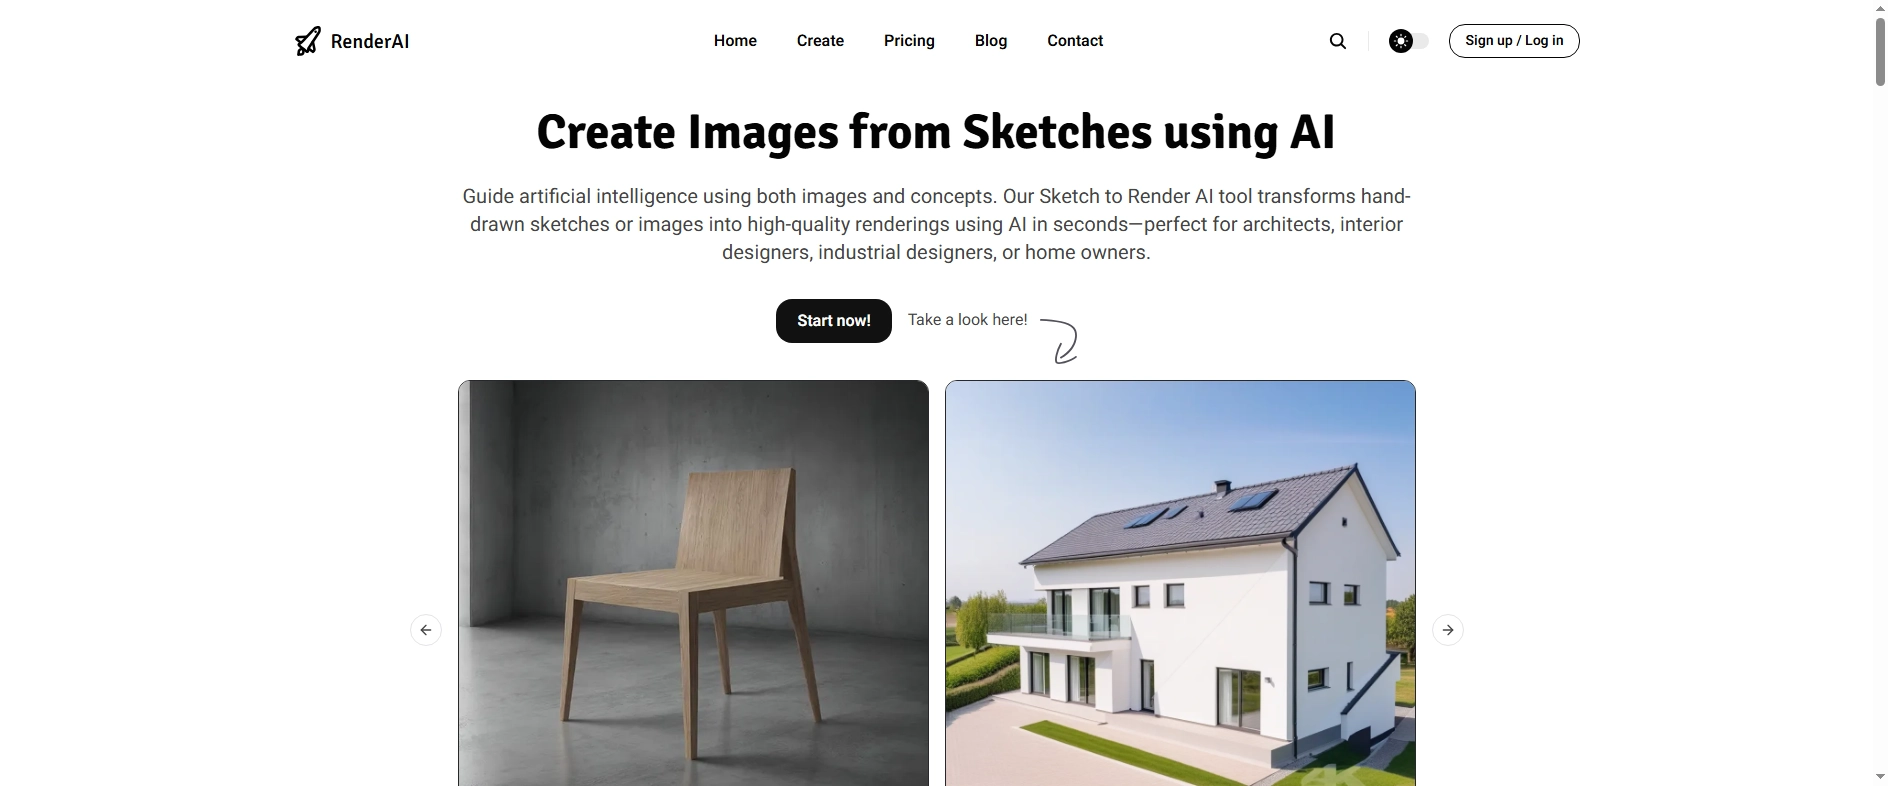 RenderAI
Home
Create
Pricing
Blog
Contact
Sign up / Log in
Create Images from Sketches using AI
Guide artificial intelligence using both images and concepts. Our Sketch to Render AI tool transforms hand-
drawn sketches or images into high-quality renderings using AI in seconds—perfect for architects, interior
designers, industrial designers, or home owners.
Start now!
Take a look here!